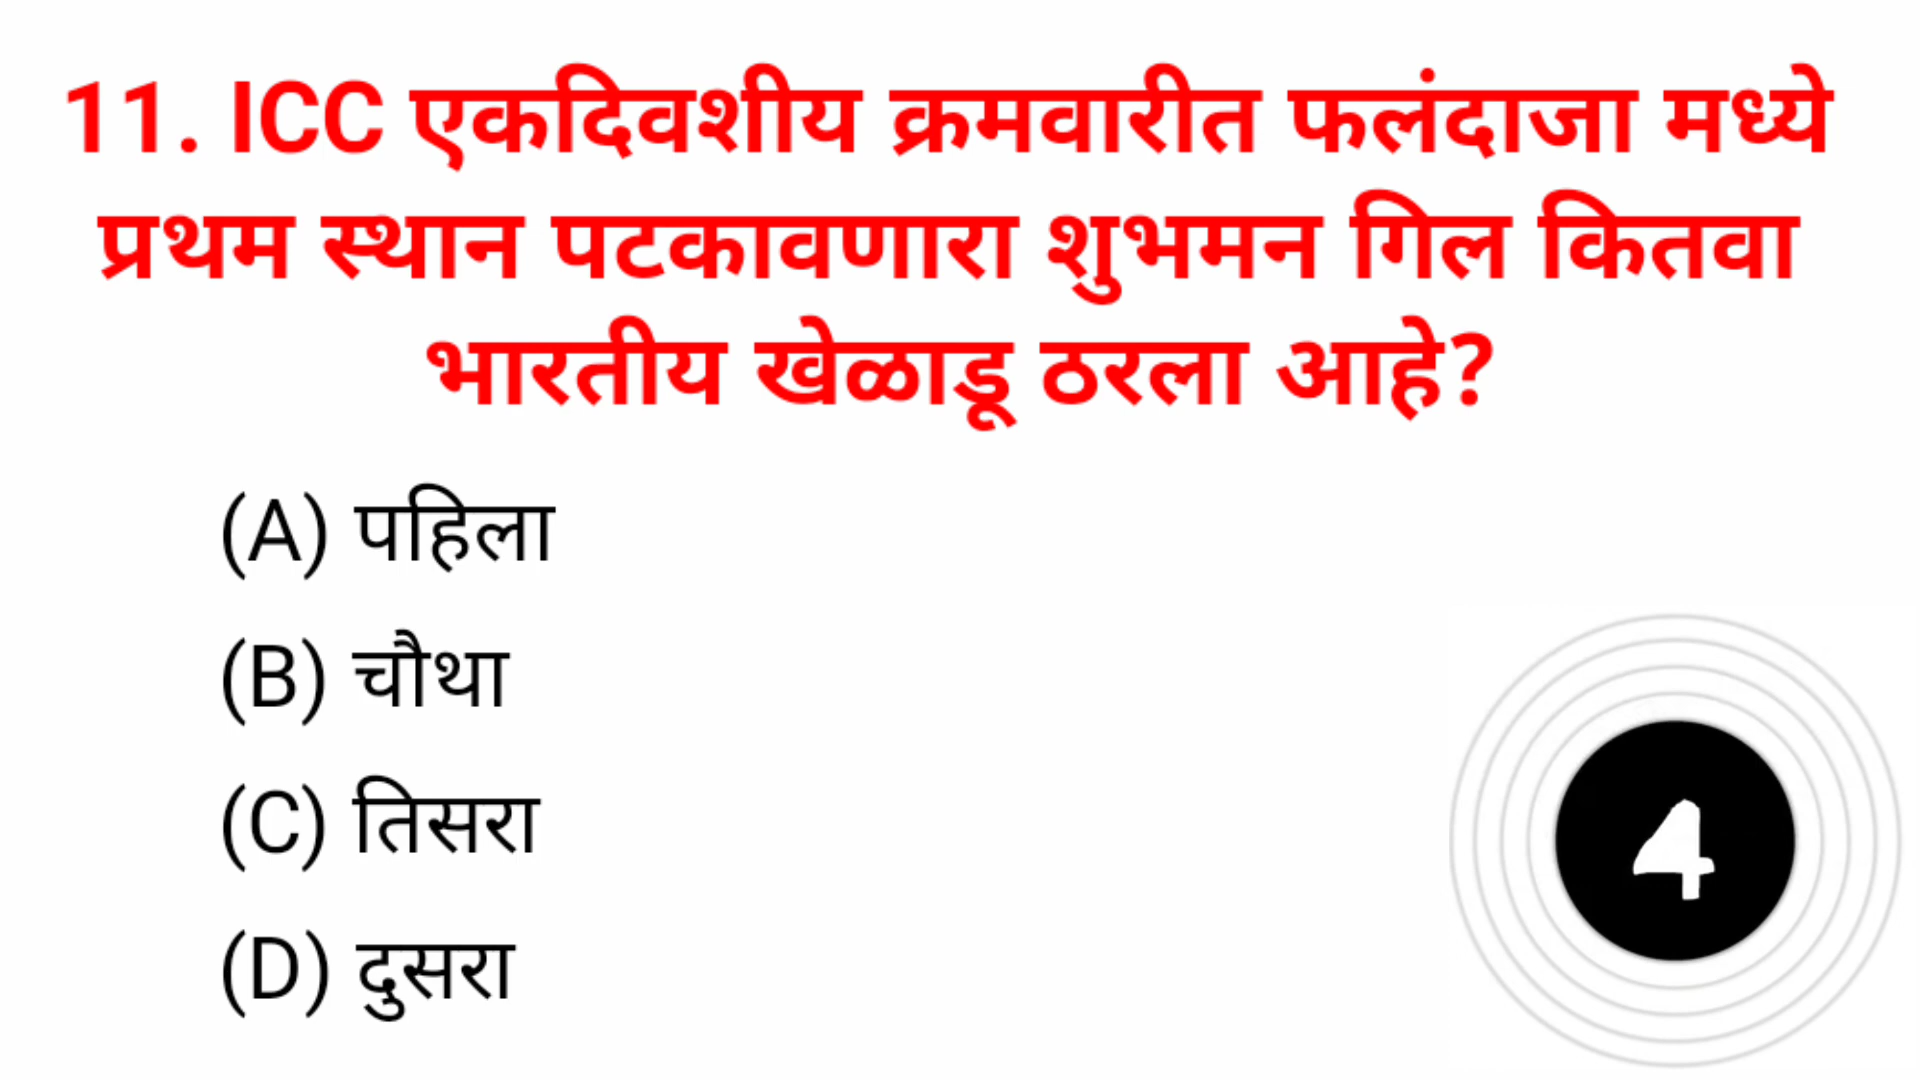 11. ICC एकदिवशीय क्रमवारीत फलंदाजा मध्ये
प्रथम स्थान पटकावणारा शुभमन गिल कितवा
भारतीय खेळाडू ठरला आहे?
(A) पहिला
(B) चौथा
(C) तिसरा
(D) दुसरा
4